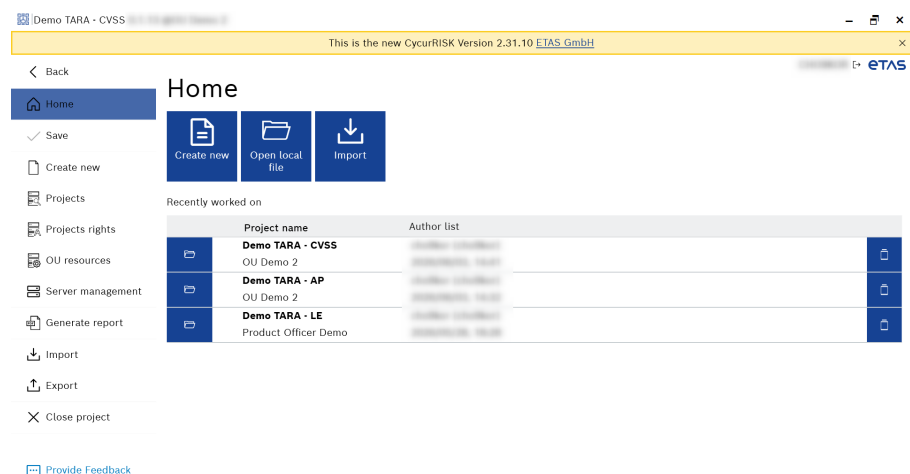 Demo TARA - CVSS
This is the new CycurRISK Version 2.31.10 ETAS GmbH
Back
Home
Save
Create new
Projects
Projects rights
OU resources
Server management
Generate report
Import
Export
Close project
Provide Feedback
eTAS
Home
Create new
Open local
file
Import
Recently worked on
Project name Author list
Demo TARA - CVSS
OU Demo 2
Demo TARA - AP
OU Demo 2
Demo TARA - LE
Product Officer Demo